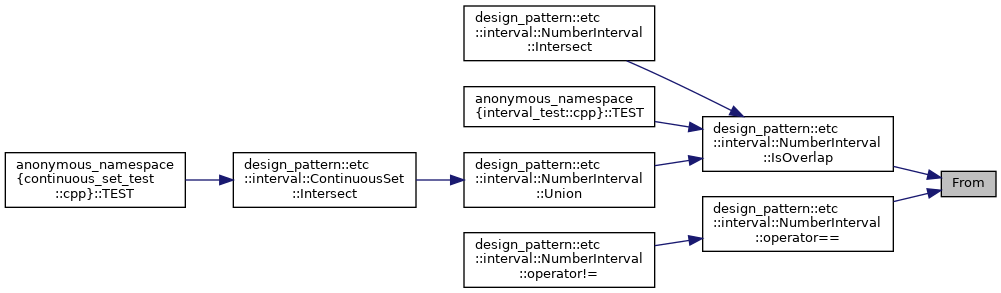 design_pattern::etc
::interval::NumberInterval
::Intersect
anonymous_namespace
{interval_test::cpp}::TEST
design_pattern::etc
::interval::NumberInterval
::IsOverlap
anonymous_namespace
{continuous_set_test
::cpp}::TEST
design_pattern::etc
::interval::ContinuousSet
::Intersect
design_pattern::etc
::interval::NumberInterval
::Union
From
design_pattern::etc
::interval::NumberInterval
::operator==
design_pattern::etc
::interval::NumberInterval
::operator!=